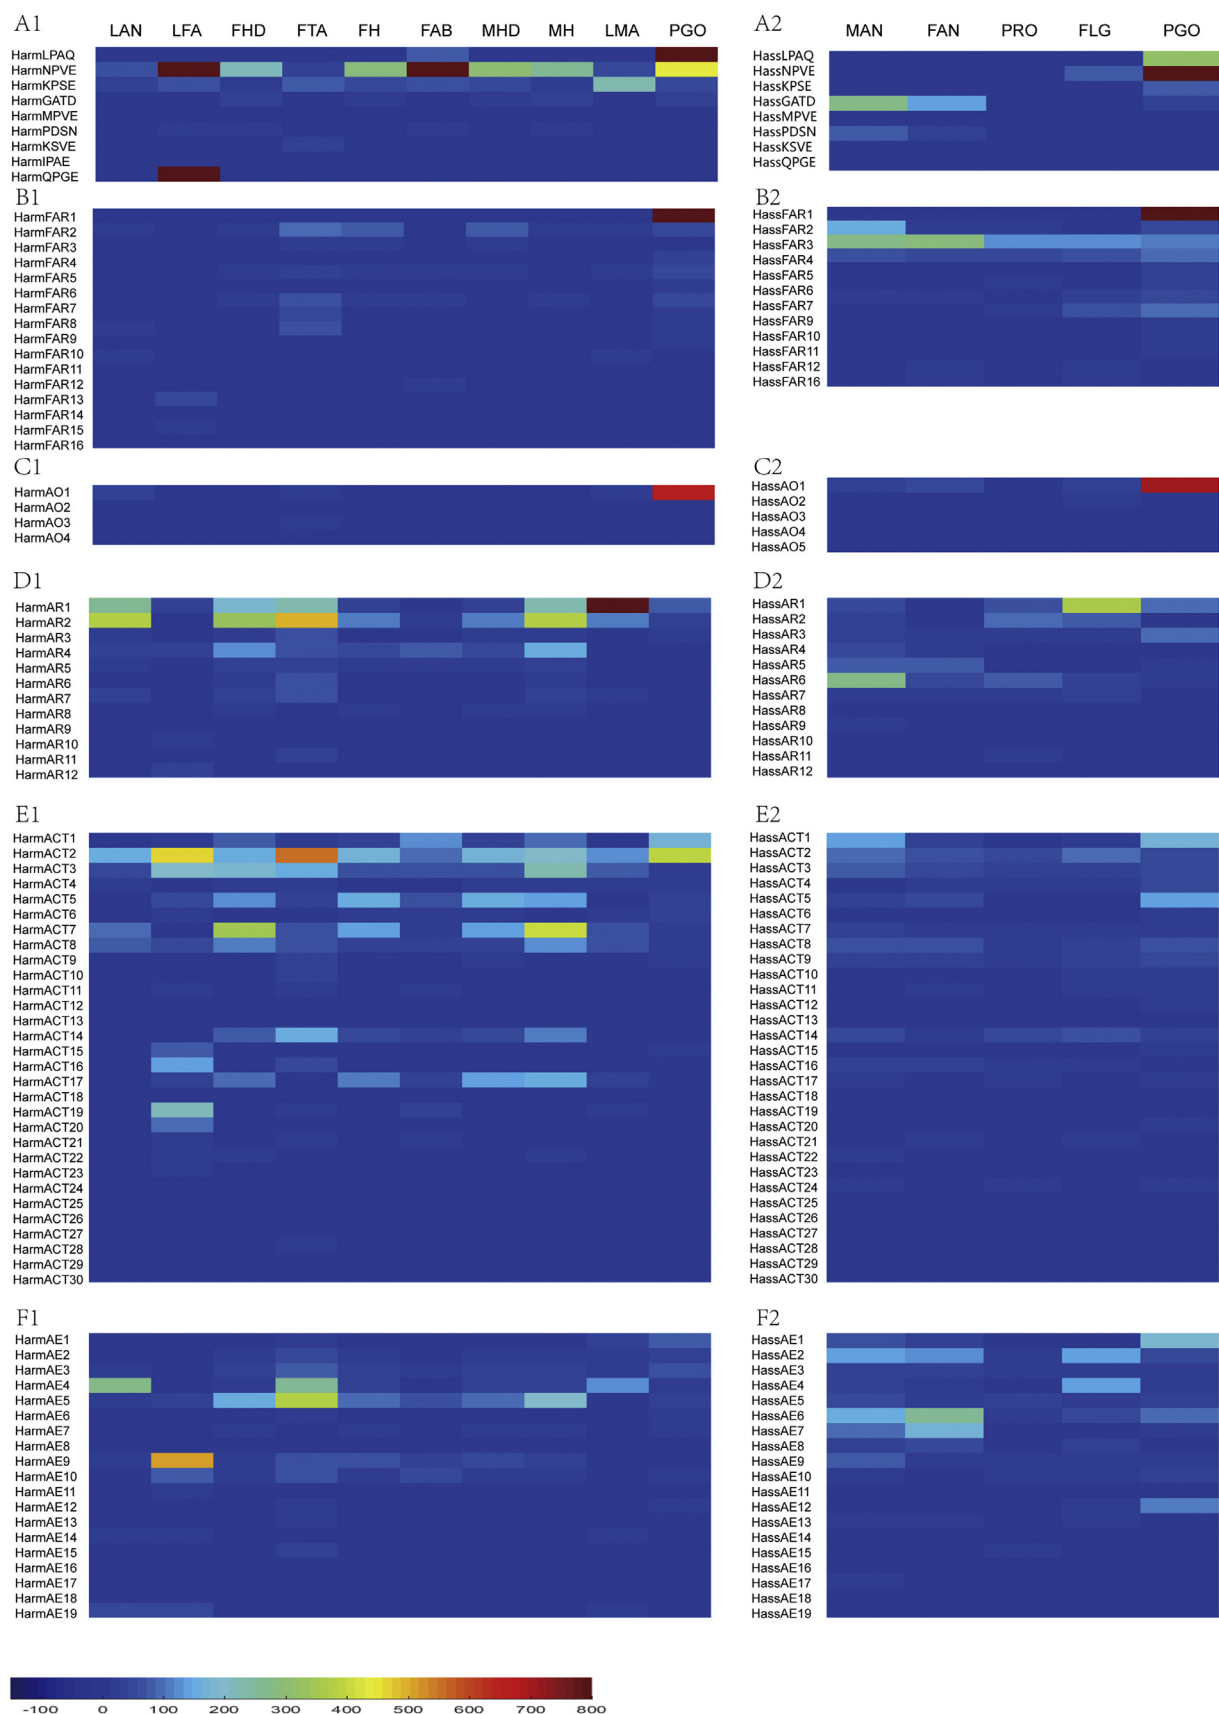 A1
LAN LFA FHD FTA FH FAB MHD MH LMA PGO
HarmLPAQ
HarmNPVE
HarmKPSE
HarmGATD
HarmMPVE
HarmPDSN
HarmKSVE
HarmIPAE
HarmQPGE
B1
HarmFAR1
HarmFAR2
HarmFAR3
HarmFAR4
HarmFAR5
HarmFAR6
HarmFAR7
HarmFAR8
HarmFAR9
HarmFAR10
HarmFAR11
HarmFAR12
HarmFAR13
HarmFAR14
HarmFAR15
HarmFAR16
C1
HarmAO1
HarmAO2
HarmAO3
HarmAO4
D1
HarmAR1
HarmAR2
HarmAR3
HarmAR4
HarmAR5
HarmAR6
HarmAR7
HarmAR8
HarmAR9
HarmAR10
HarmAR11
HarmAR12
E1
HarmACT1
HarmACT2
HarmACT3
HarmACT4
HarmACT5
HarmACT6
HarmACT7
HarmACT8
HarmACT9
HarmACT10
HarmACT11
HarmACT12
HarmACT13
HarmACT14
HarmACT15
HarmACT16
HarmACT17
HarmACT18
HarmACT19
HarmACT20
HarmACT21
HarmACT22
HarmACT23
HarmACT24
HarmACT25
HarmACT26
HarmACT27
HarmACT28
HarmACT29
HarmACT30
F1
HarmAE1
HarmAE2
HarmAE3
HarmAE4
HarmAE5
HarmAE6
HarmAE7
HarmAE8
HarmAE9
HarmAE10
HarmAE11
HarmAE12
HarmAE13
HarmAE14
HarmAE15
HarmAE16
HarmAE17
HarmAE18
HarmAE19
A2
MAN FAN PRO FLG PGO
HassLPAQ
HassNPVE
HassKPSE
HassGATD
HassMPVE
HassPDSN
HassKSVE
HassQPGE
B2
HassFAR1
HassFAR2
HassFAR3
HassFAR4
HassFAR5
HassFAR6
HassFAR7
HassFAR9
HassFAR10
HassFAR11
HassFAR12
HassFAR16
C2
HassAO1
HassAO2
HassAO3
HassAO4
HassAO5
D2
HassAR1
HassAR2
HassAR3
HassAR4
HassAR5
HassAR6
HassAR7
HassAR8
HassAR9
HassAR10
HassAR11
HassAR12
E2
HassACT1
HassACT2
HassACT3
HassACT4
HassACT5
HassACT6
HassACT7
HassACT8
HassACT9
HassACT10
HassACT11
HassACT12
HassACT13
HassACT14
HassACT15
HassACT16
HassACT17
HassACT18
HassACT19
HassACT20
HassACT21
HassACT22
HassACT23
HassACT24
HassACT25
HassACT26
HassACT27
HassACT28
HassACT29
HassACT30
F2
HassAE1
HassAE2
HassAE3
HassAE4
HassAE5
HassAE6
HassAE7
HassAE8
HassAE9
HassAE10
HassAE11
HassAE12
HassAE13
HassAE14
HassAE15
HassAE16
HassAE17
HassAE18
HassAE19
-100 0 100 200 300 400 500 600 700 800